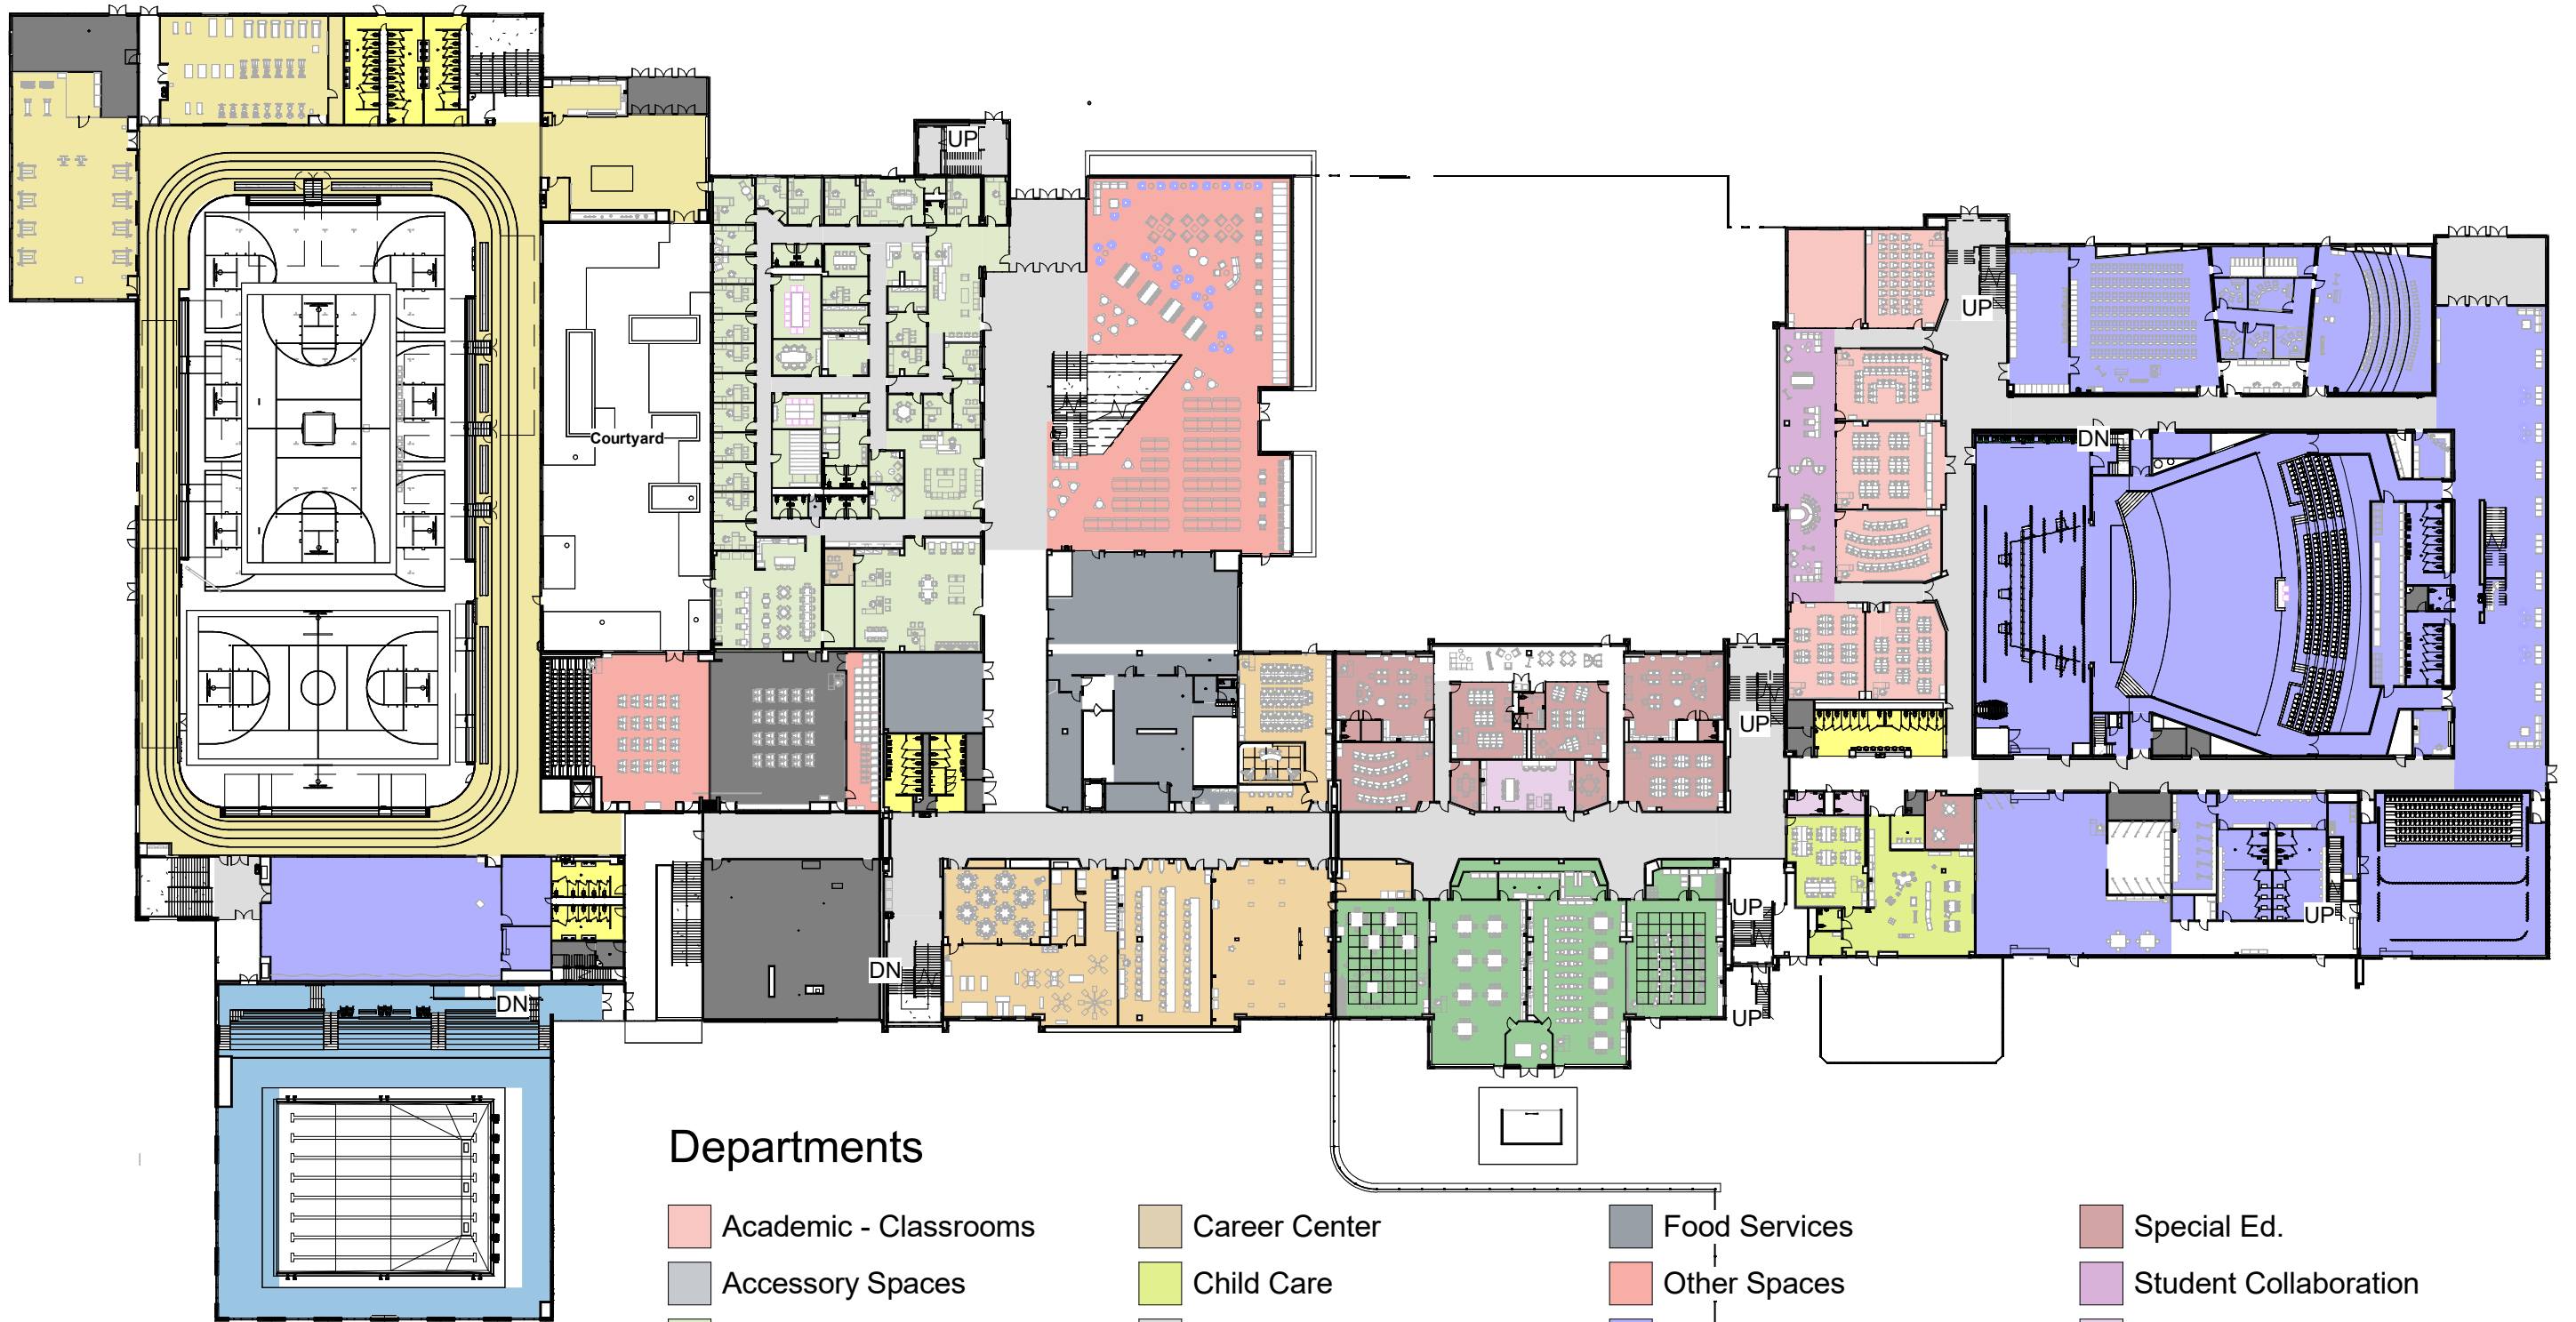 UP
UP
Courtyard
DN
UP
UP
DN
UP
DN
UP
Departments
Academic - Classrooms
Career Center
Food Services
Special Ed.
Accessory Spaces
Child Care
Other Spaces
Student Collaboration